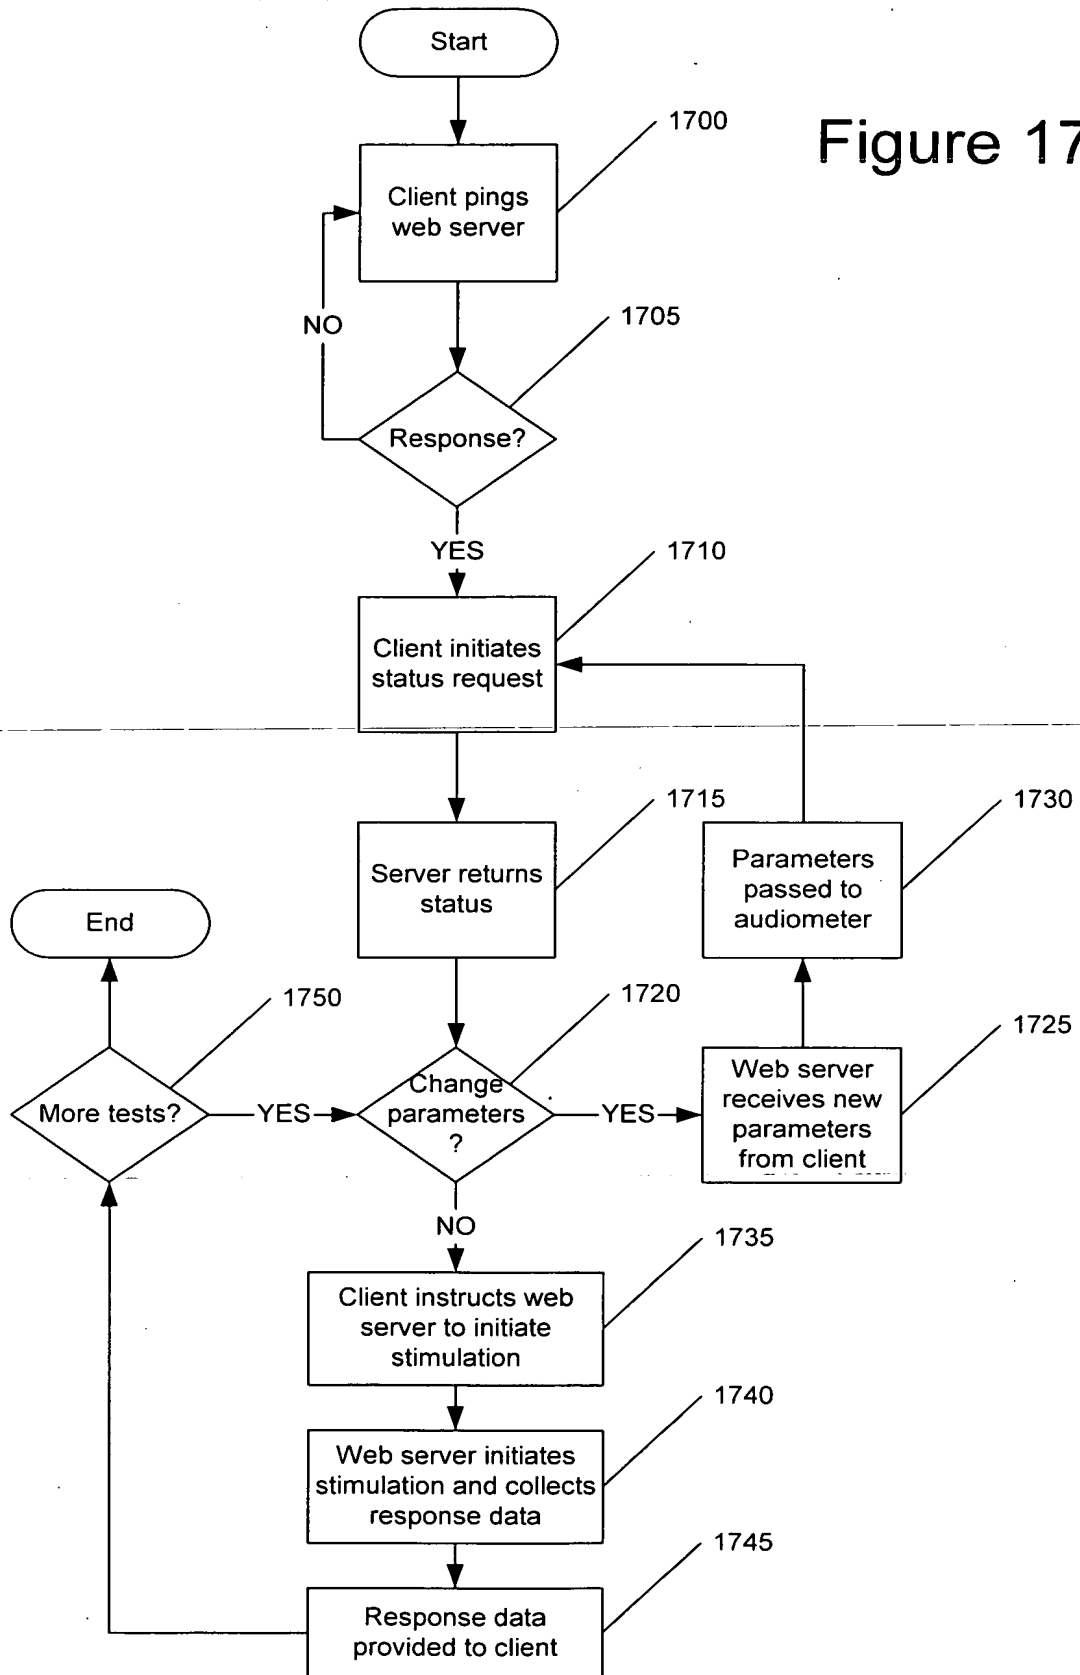 Start
Figure 17
1700
Client pings
web server
NO
1705
Response?
YES
1710
Client initiates
status request
1715
1730
Server returns
status
Parameters
passed to
audiometer
End
1750
1720
1725
More tests?
YES
Change
parameters
?
YES
Web server
receives new
parameters
from client
NO
1735
Client instructs web
server to initiate
stimulation
1740
Web server initiates
stimulation and collects
response data
1745
Response data
provided to client